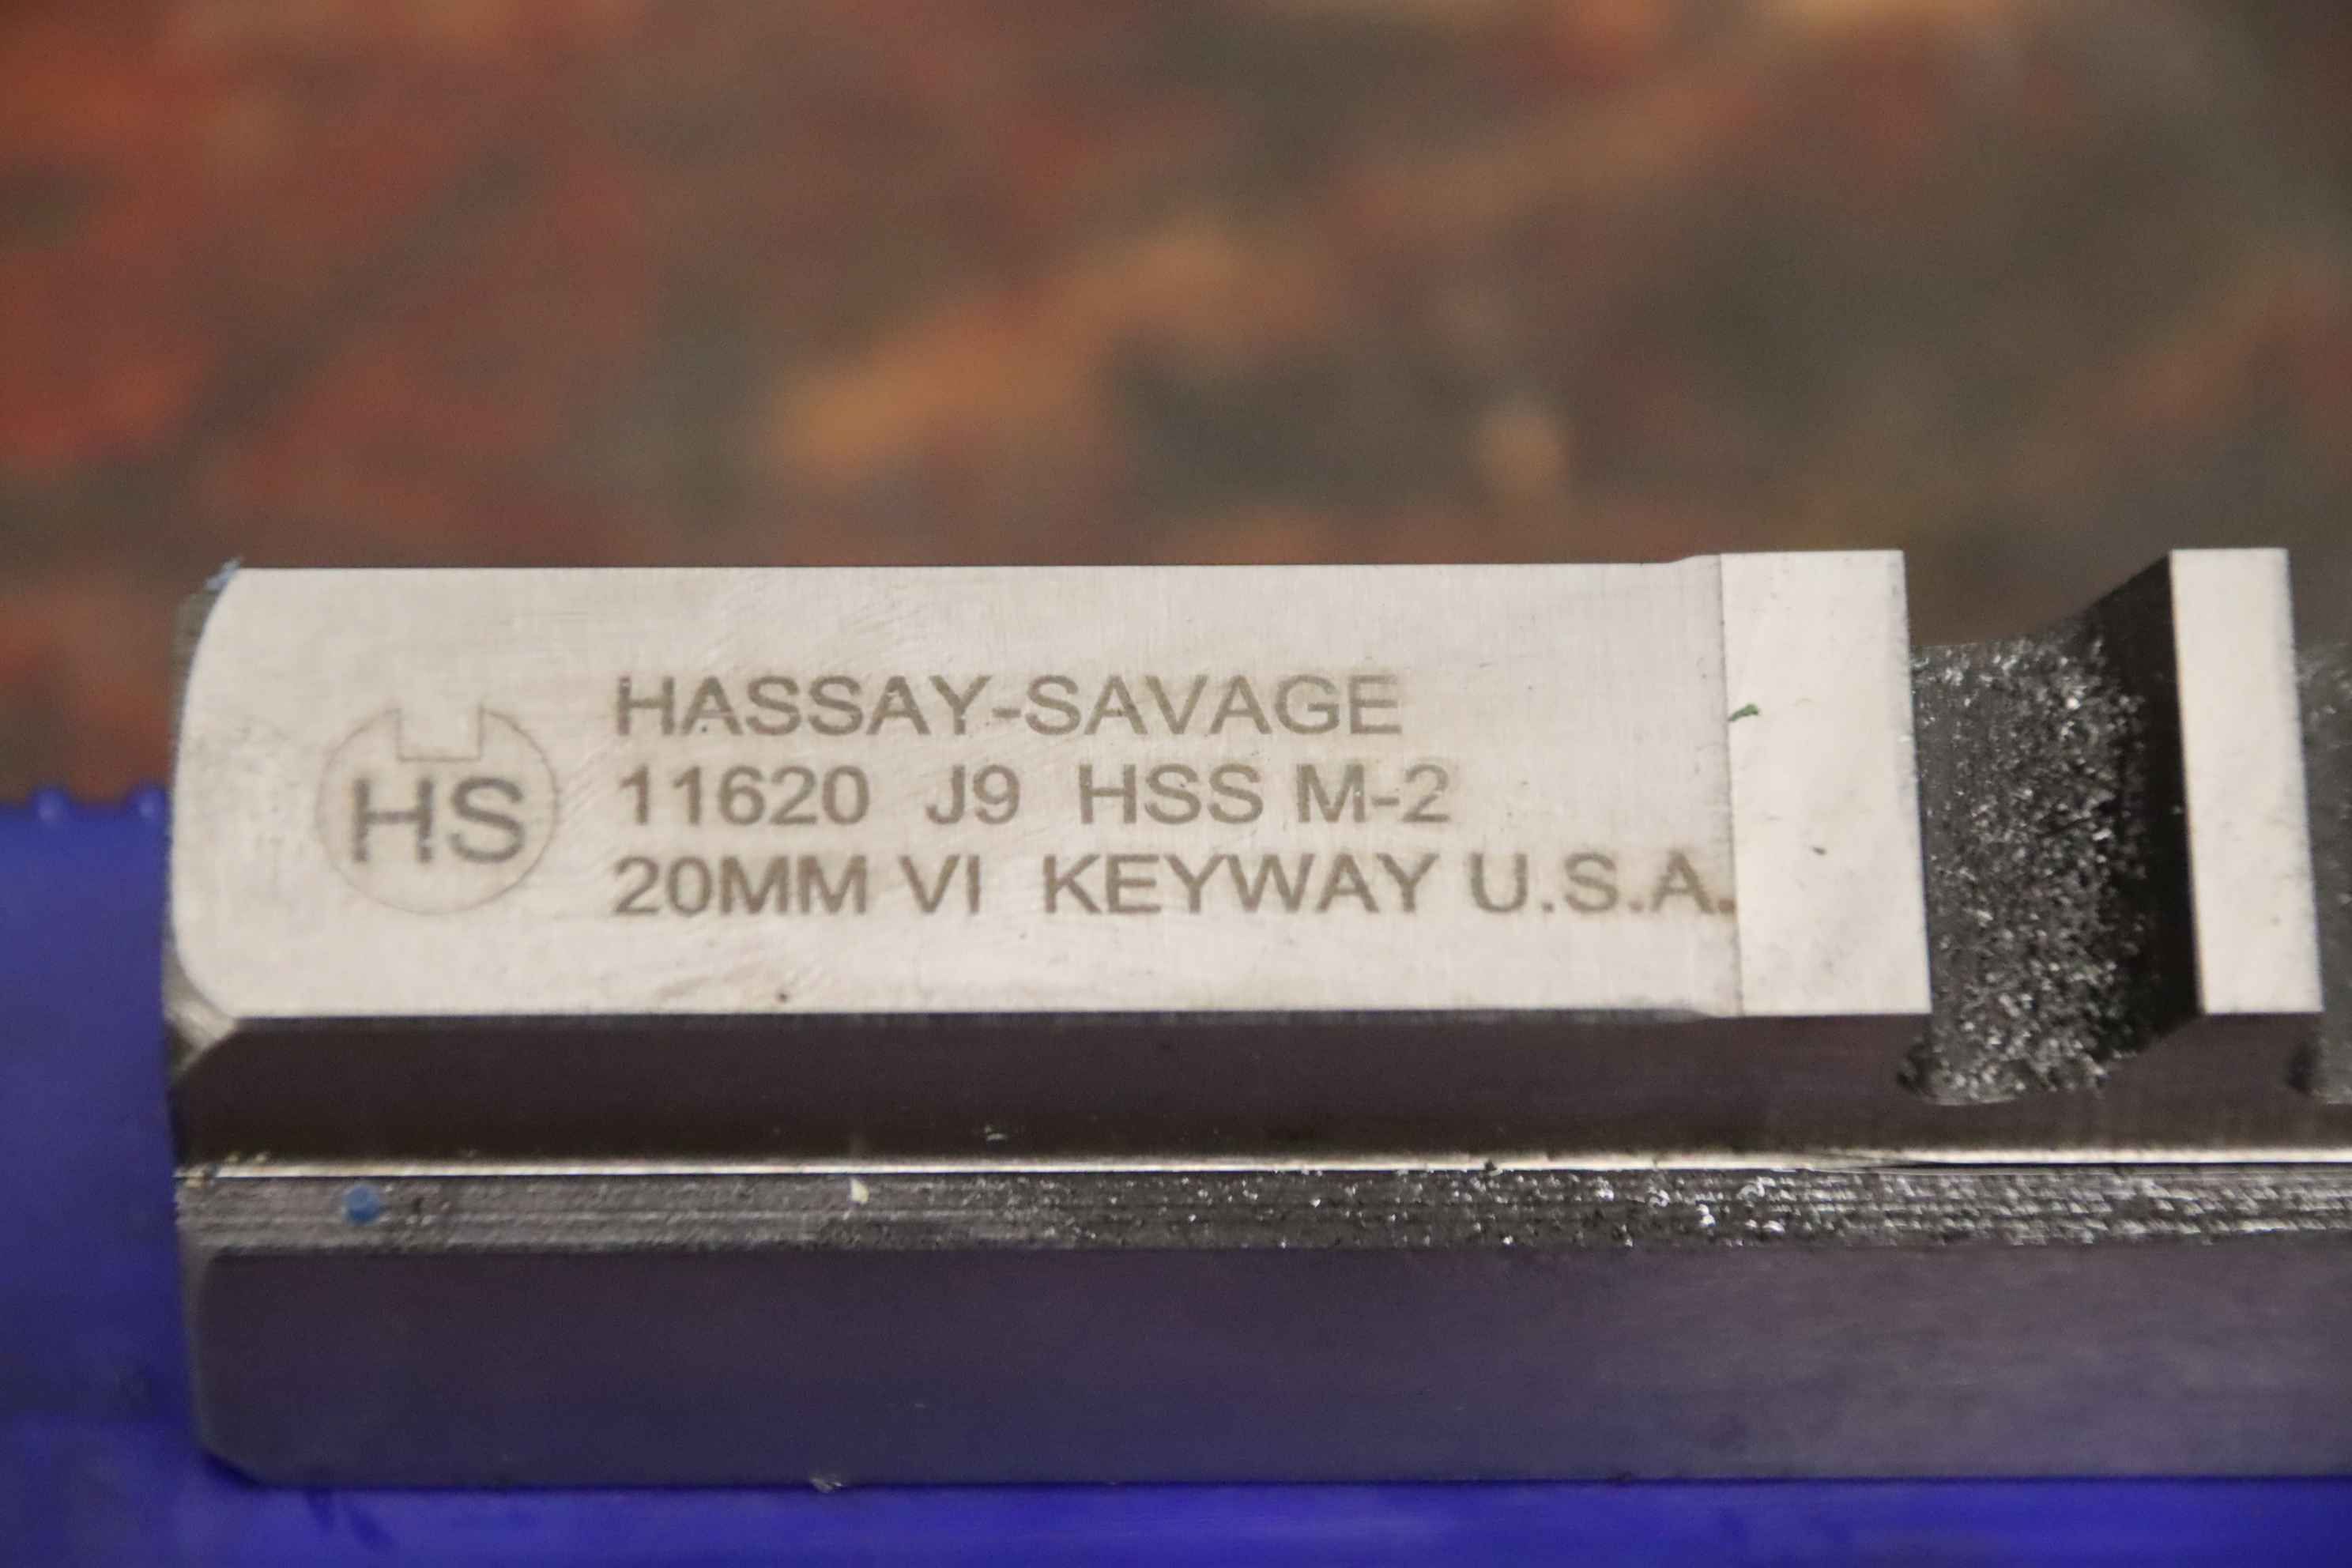 HS
HASSAY-SAVAGE
11620 J9 HSS M-2
20MM VI KEYWAY U.S.A.